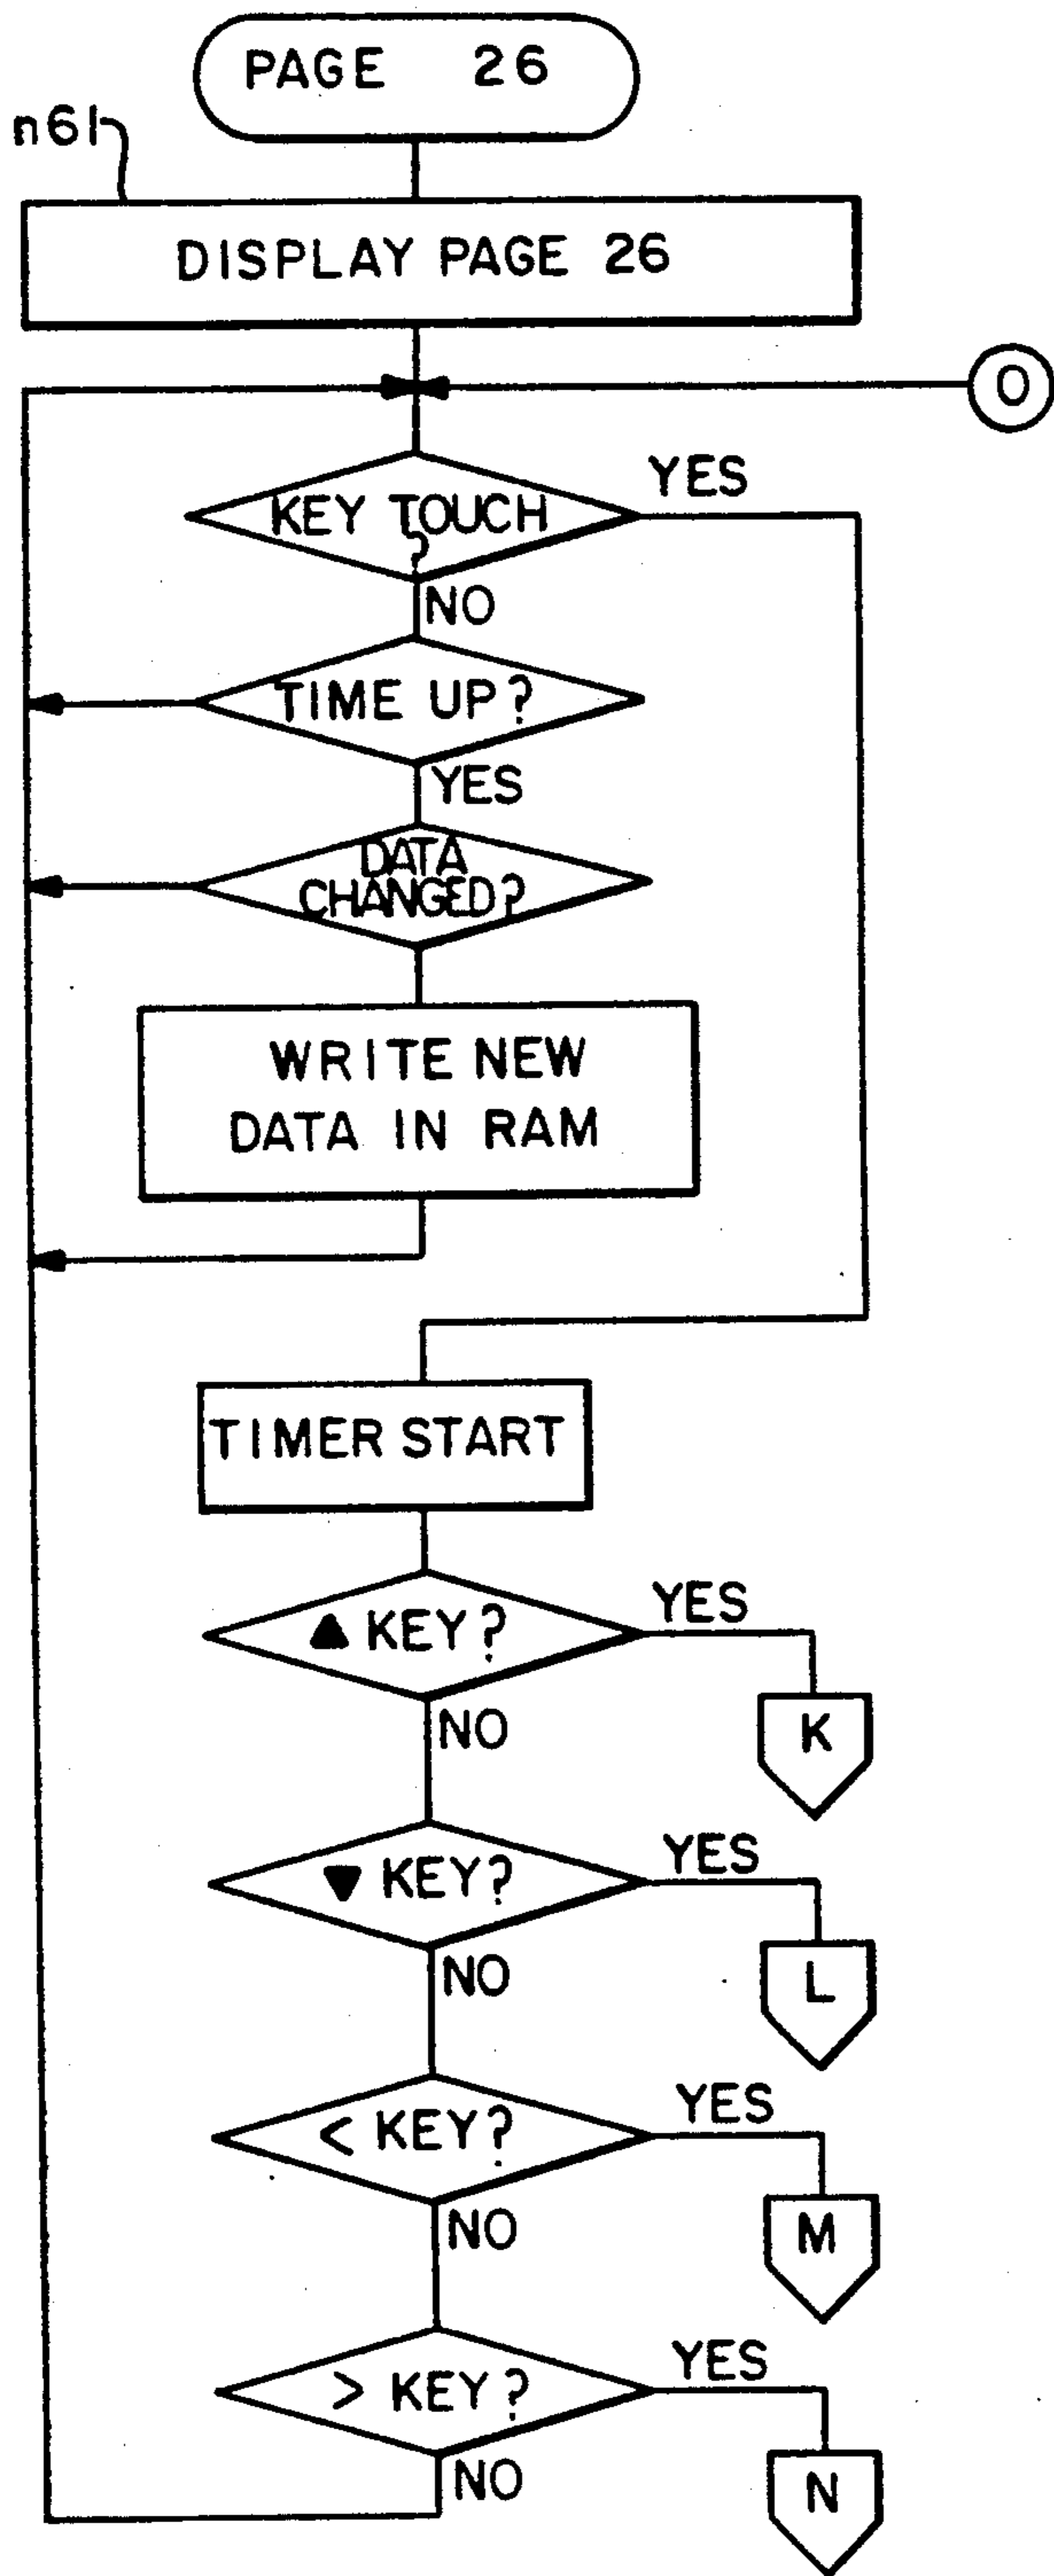 PAGE 26
n61
DISPLAY PAGE 26
O
KEY TOUCH
?
YES
NO
TIME UP?
YES
DATA
CHANGED?
WRITE NEW
DATA IN RAM
TIMER START
▲ KEY?
YES
K
NO
▼ KEY?
YES
L
NO
< KEY?
YES
M
NO
> KEY?
YES
N
NO